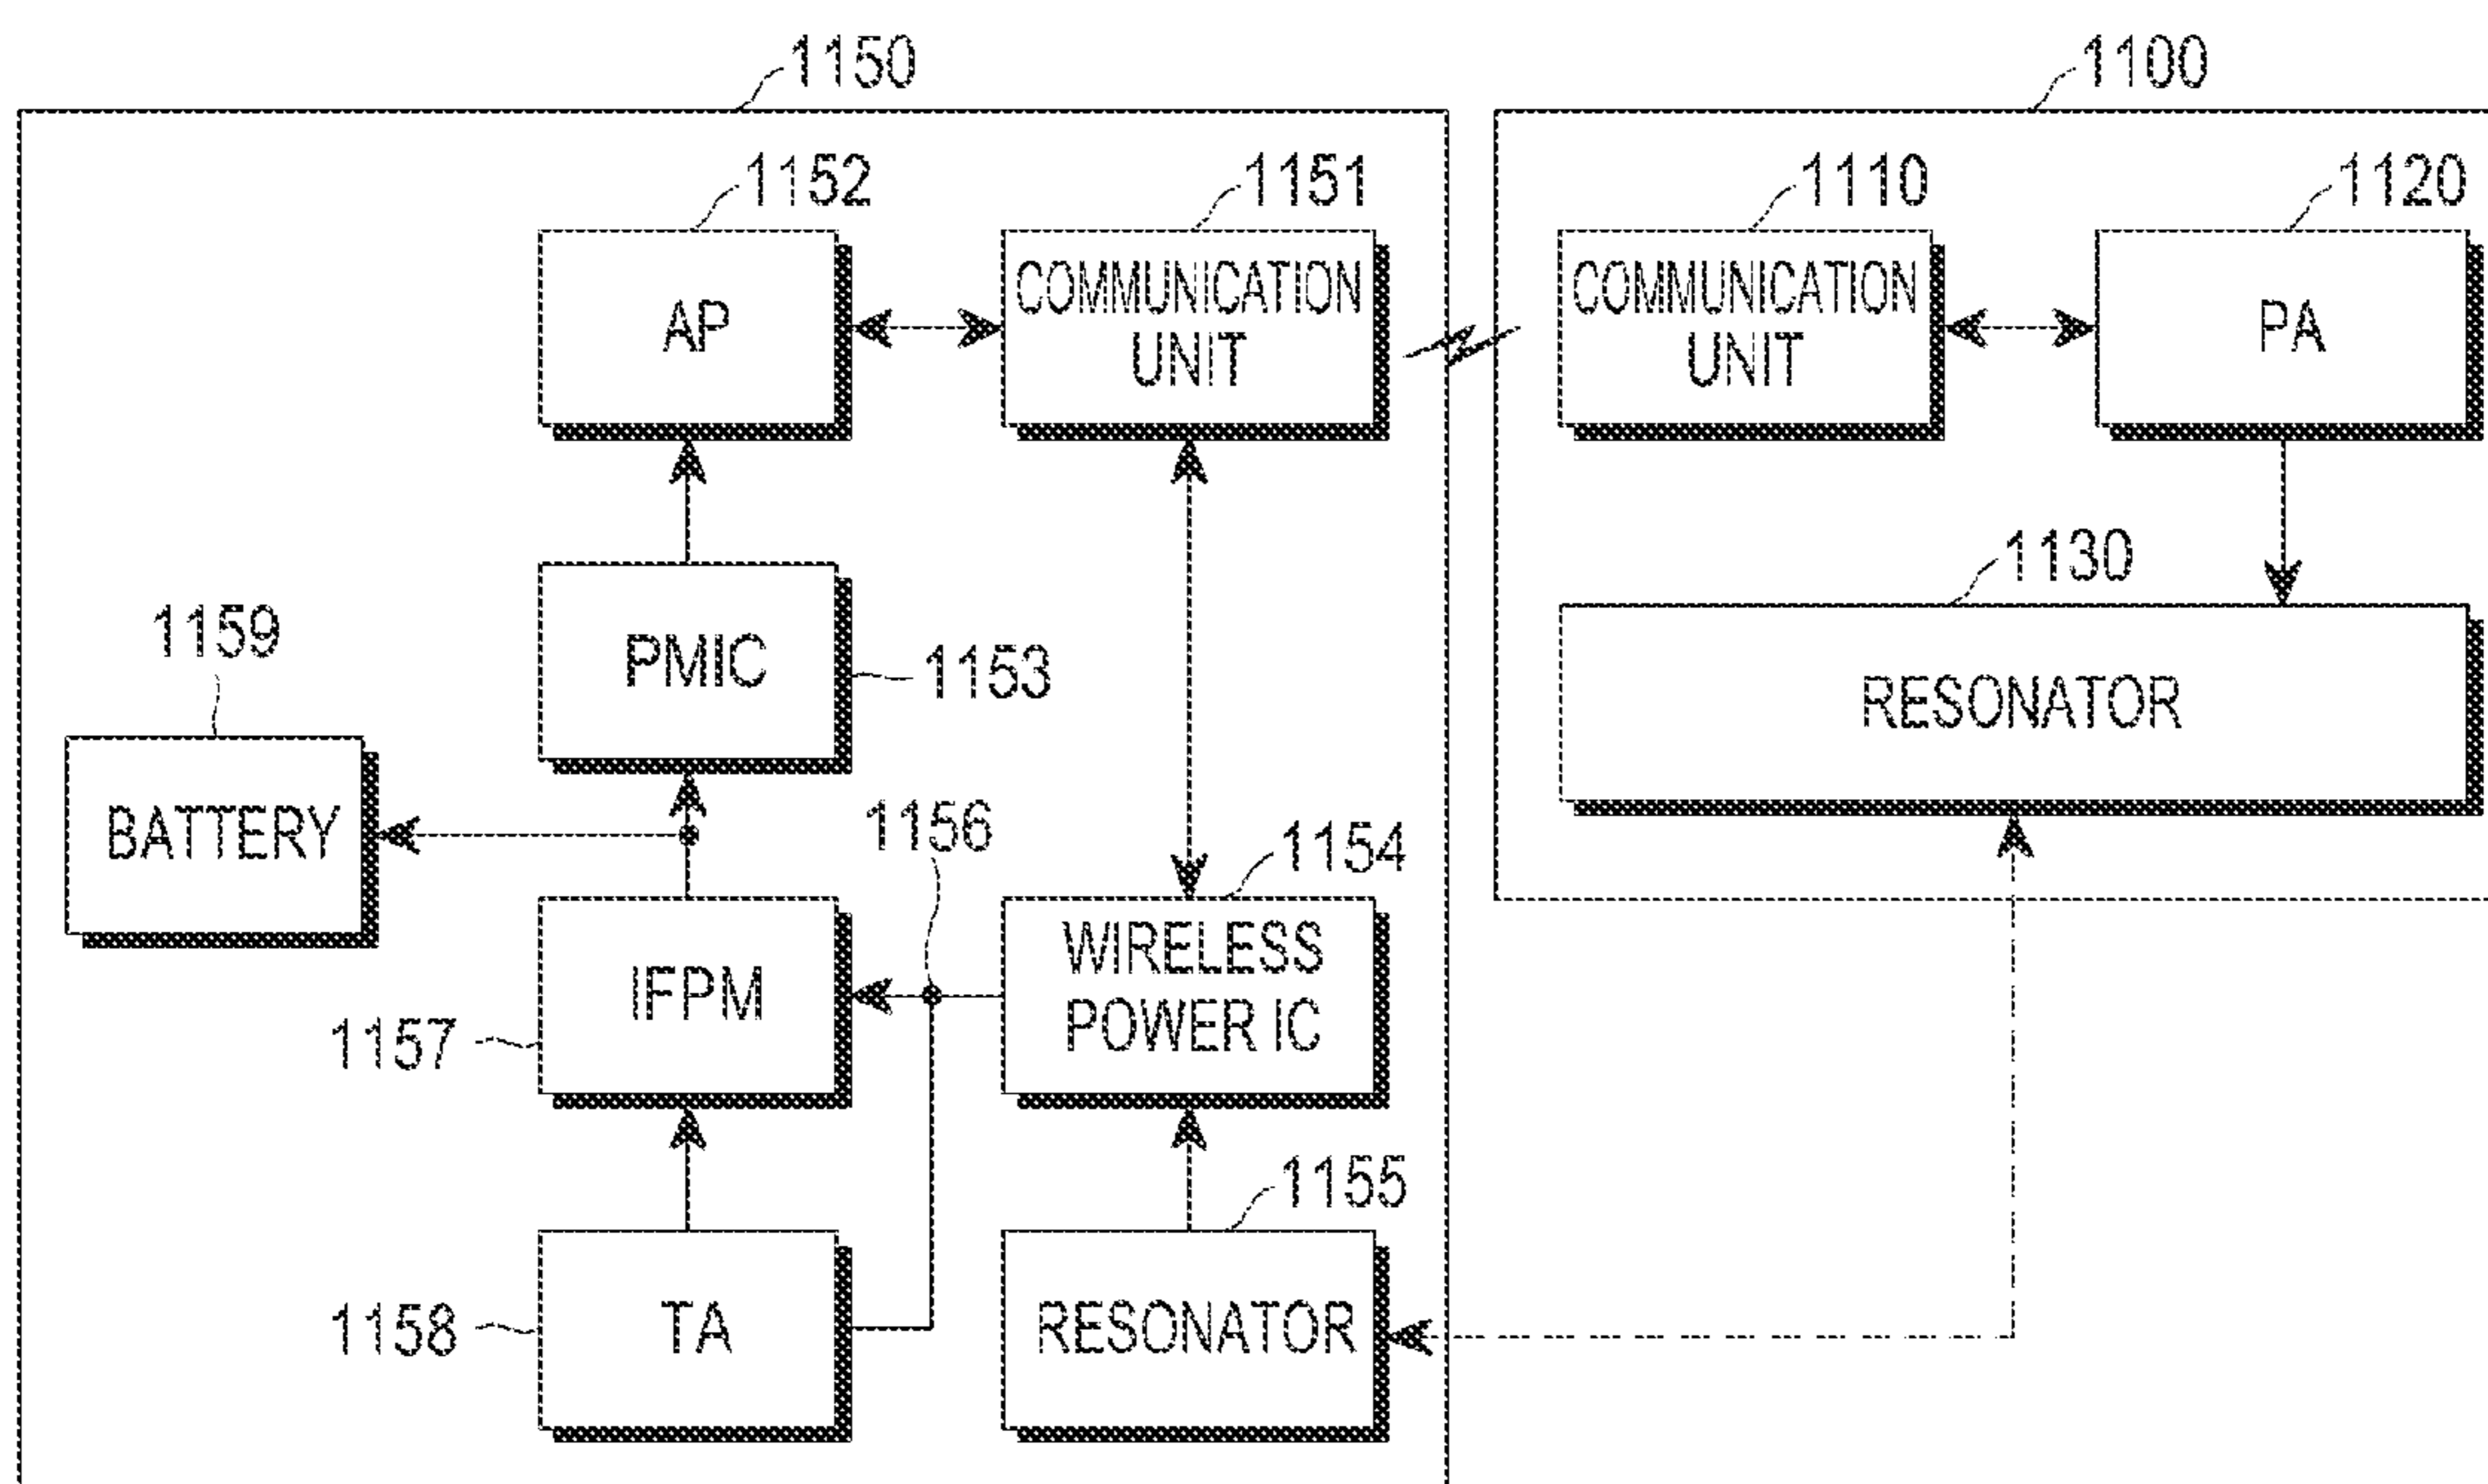 1150
1100
1152
1151
1110
1120
AP
COMMUNICATION
UNIT
COMMUNICATION
UNIT
PA
1130
1159
PMIC
1153
RESONATOR
BATTERY
1156
1154
IFPM
WIRELESS
POWER IC
1157
1155
1158
TA
RESONATOR